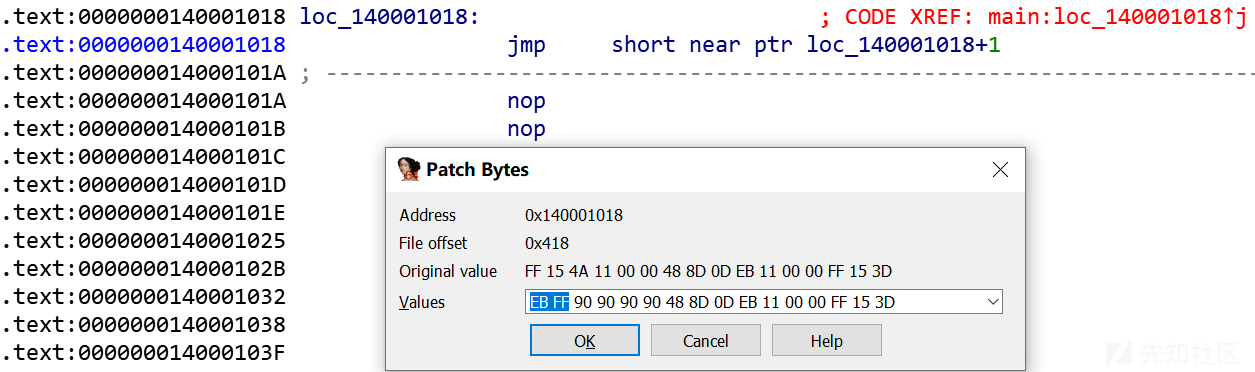 .text:0000000140001018 loc_140001018: ; CODE XREF: main:loc_140001018↑j
.text:0000000140001018 jmp short near ptr loc_140001018+1
.text:000000014000101A ; ---------------------------------------------------------------------------
.text:000000014000101A nop
.text:000000014000101B nop
.text:000000014000101C
.text:000000014000101D
.text:000000014000101E
.text:0000000140001025
.text:000000014000102B
.text:0000000140001032
.text:0000000140001038
.text:000000014000103F
Patch Bytes
Address 0x140001018
File offset 0x418
Original value FF 15 4A 11 00 00 48 8D 0D EB 11 00 00 FF 15 3D
Values EB FF 90 90 90 90 48 8D 0D EB 11 00 00 FF 15 3D
OK Cancel Help
先知社区